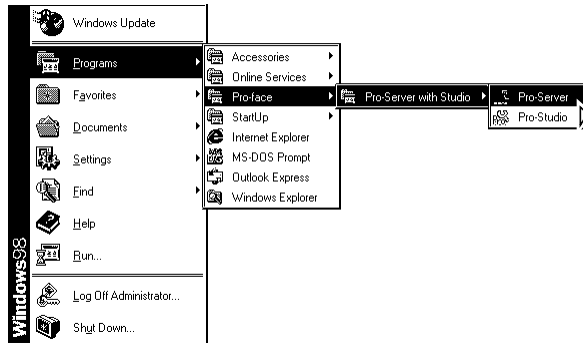 Windows Update
Programs
Favorites
Documents
Settings
Find
Help
Run...
Log Off Administrator...
Shut Down...
Windows98
Accessories
Online Services
Pro-face
StartUp
Internet Explorer
MS-DOS Prompt
Outlook Express
Windows Explorer
Pro-Server with Studio
Pro-Server
Pro-Studio